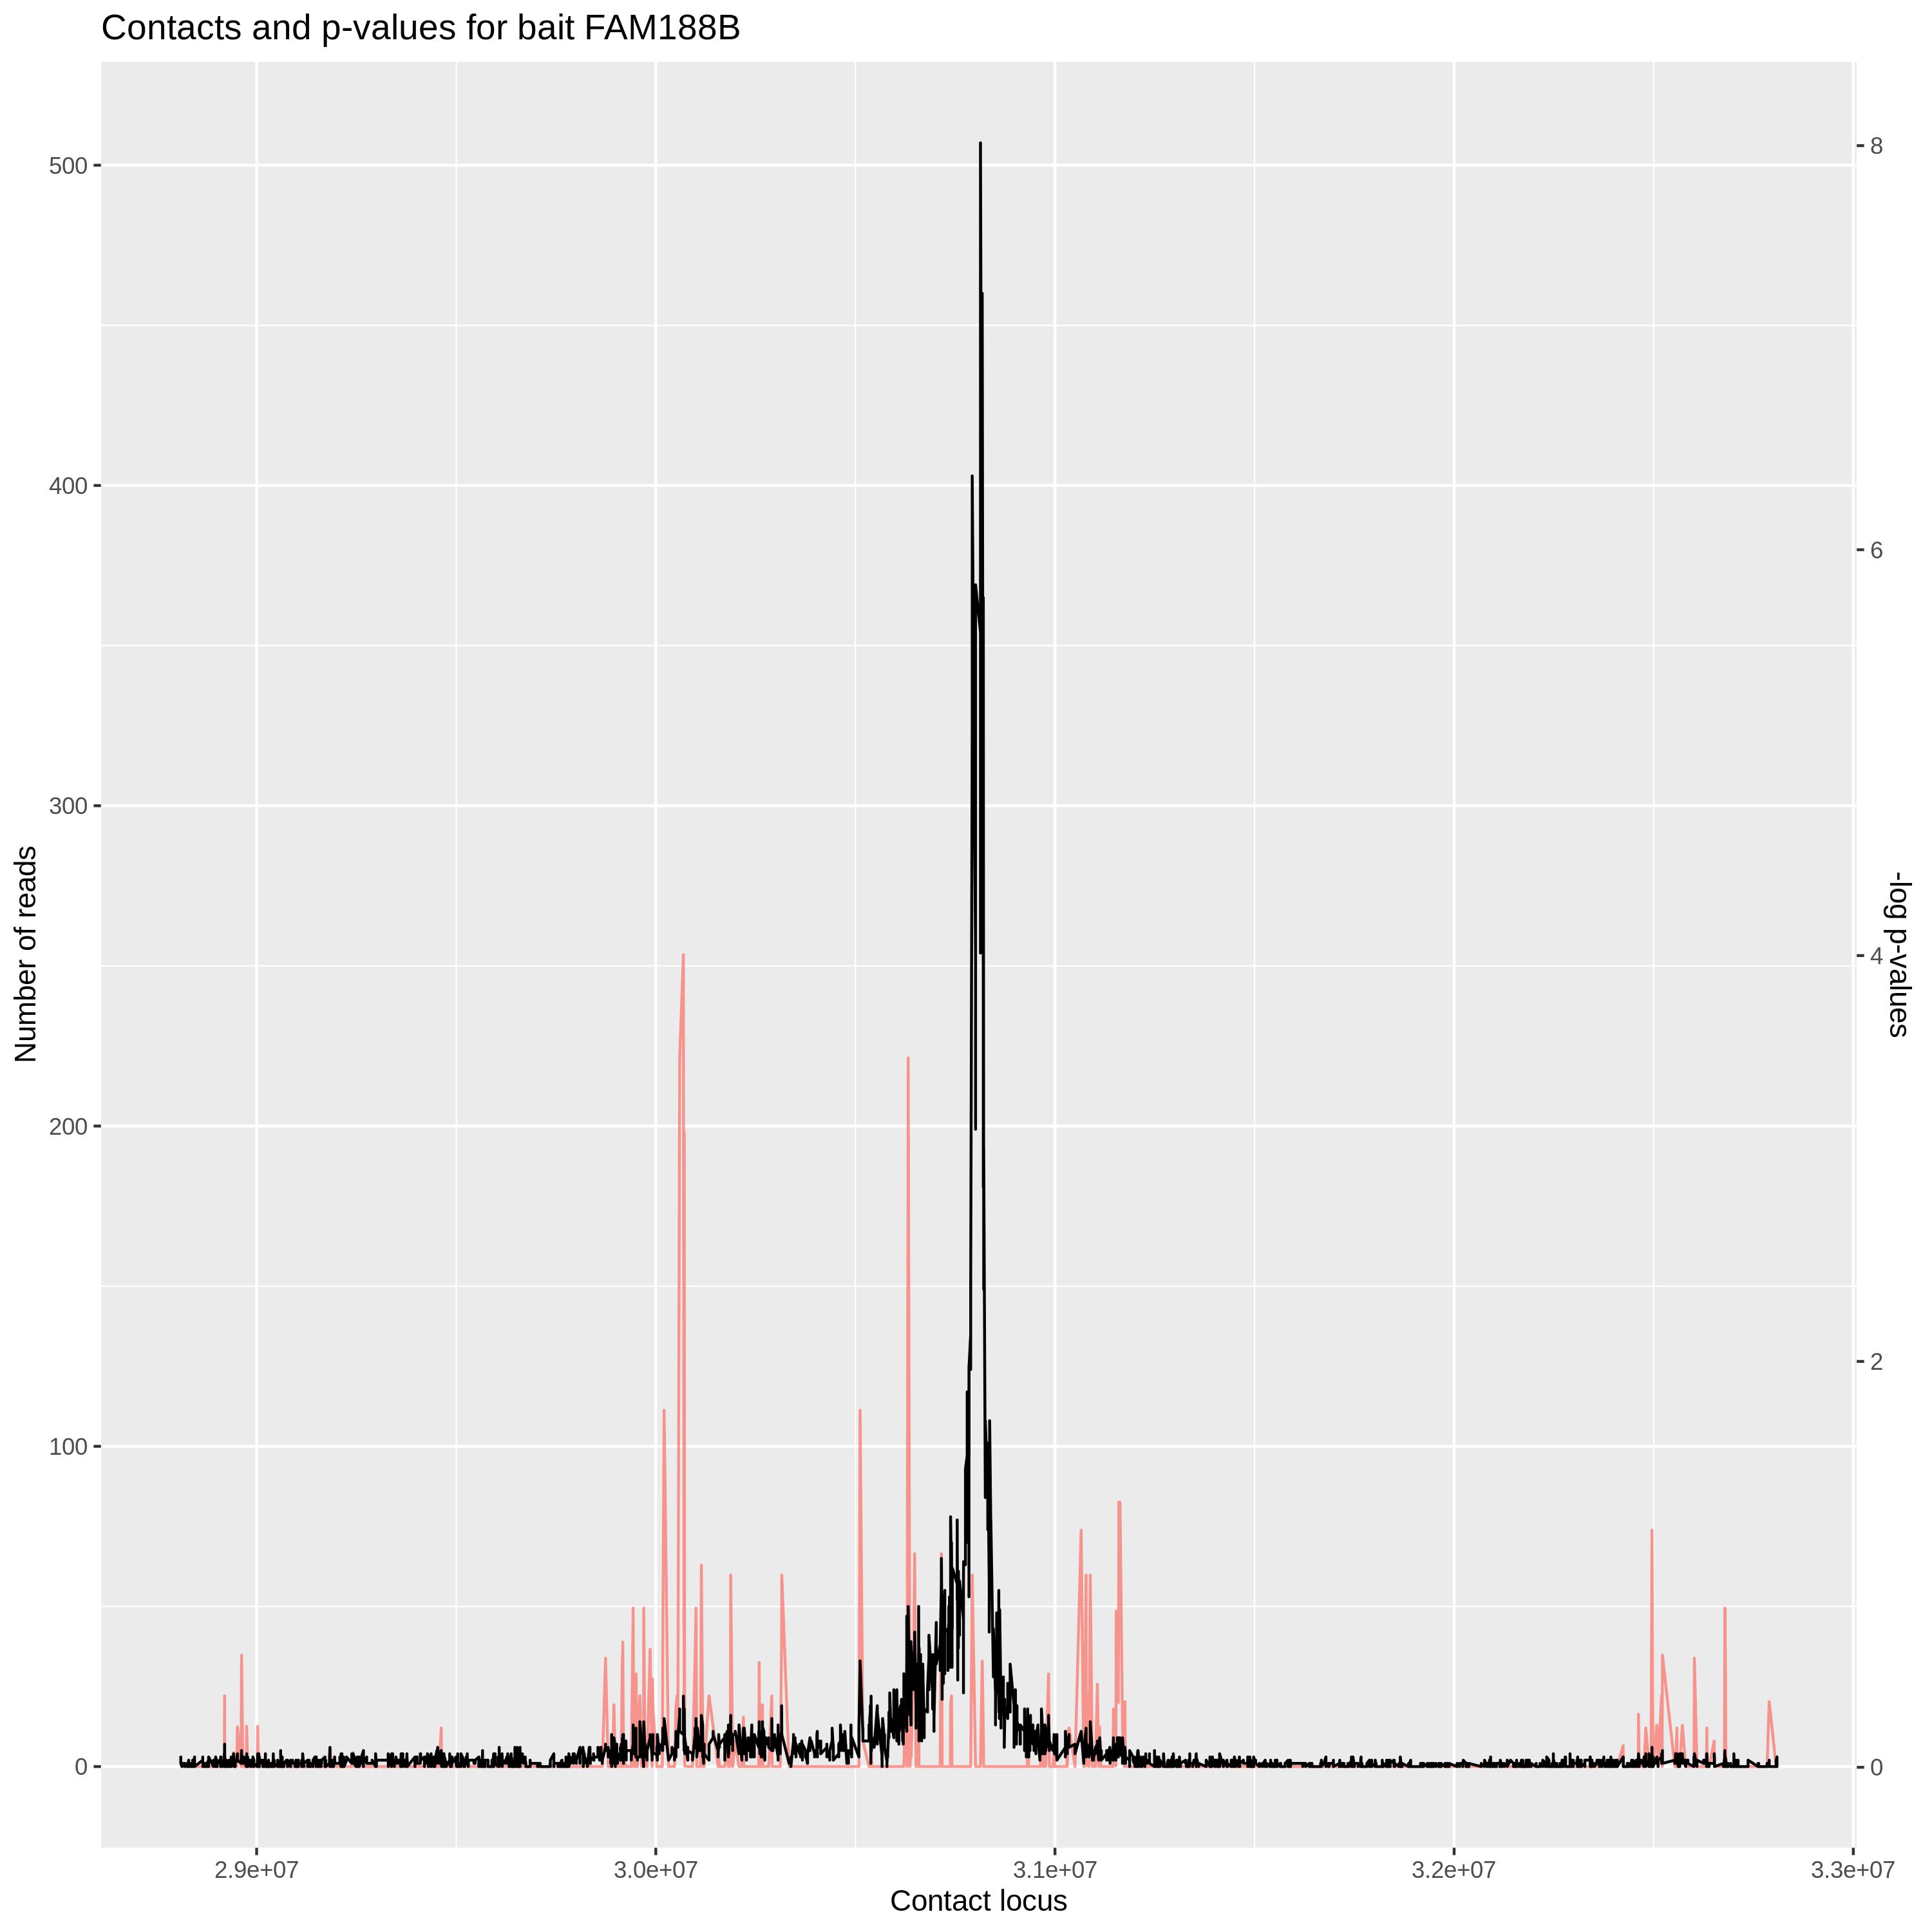 Contacts and p-values for bait FAM188B
Number of reads
500
400
300
200
100
0
8
6
4
2
0
-log p-values
2.9e+07 3.0e+07 3.1e+07 3.2e+07 3.3e+07
Contact locus